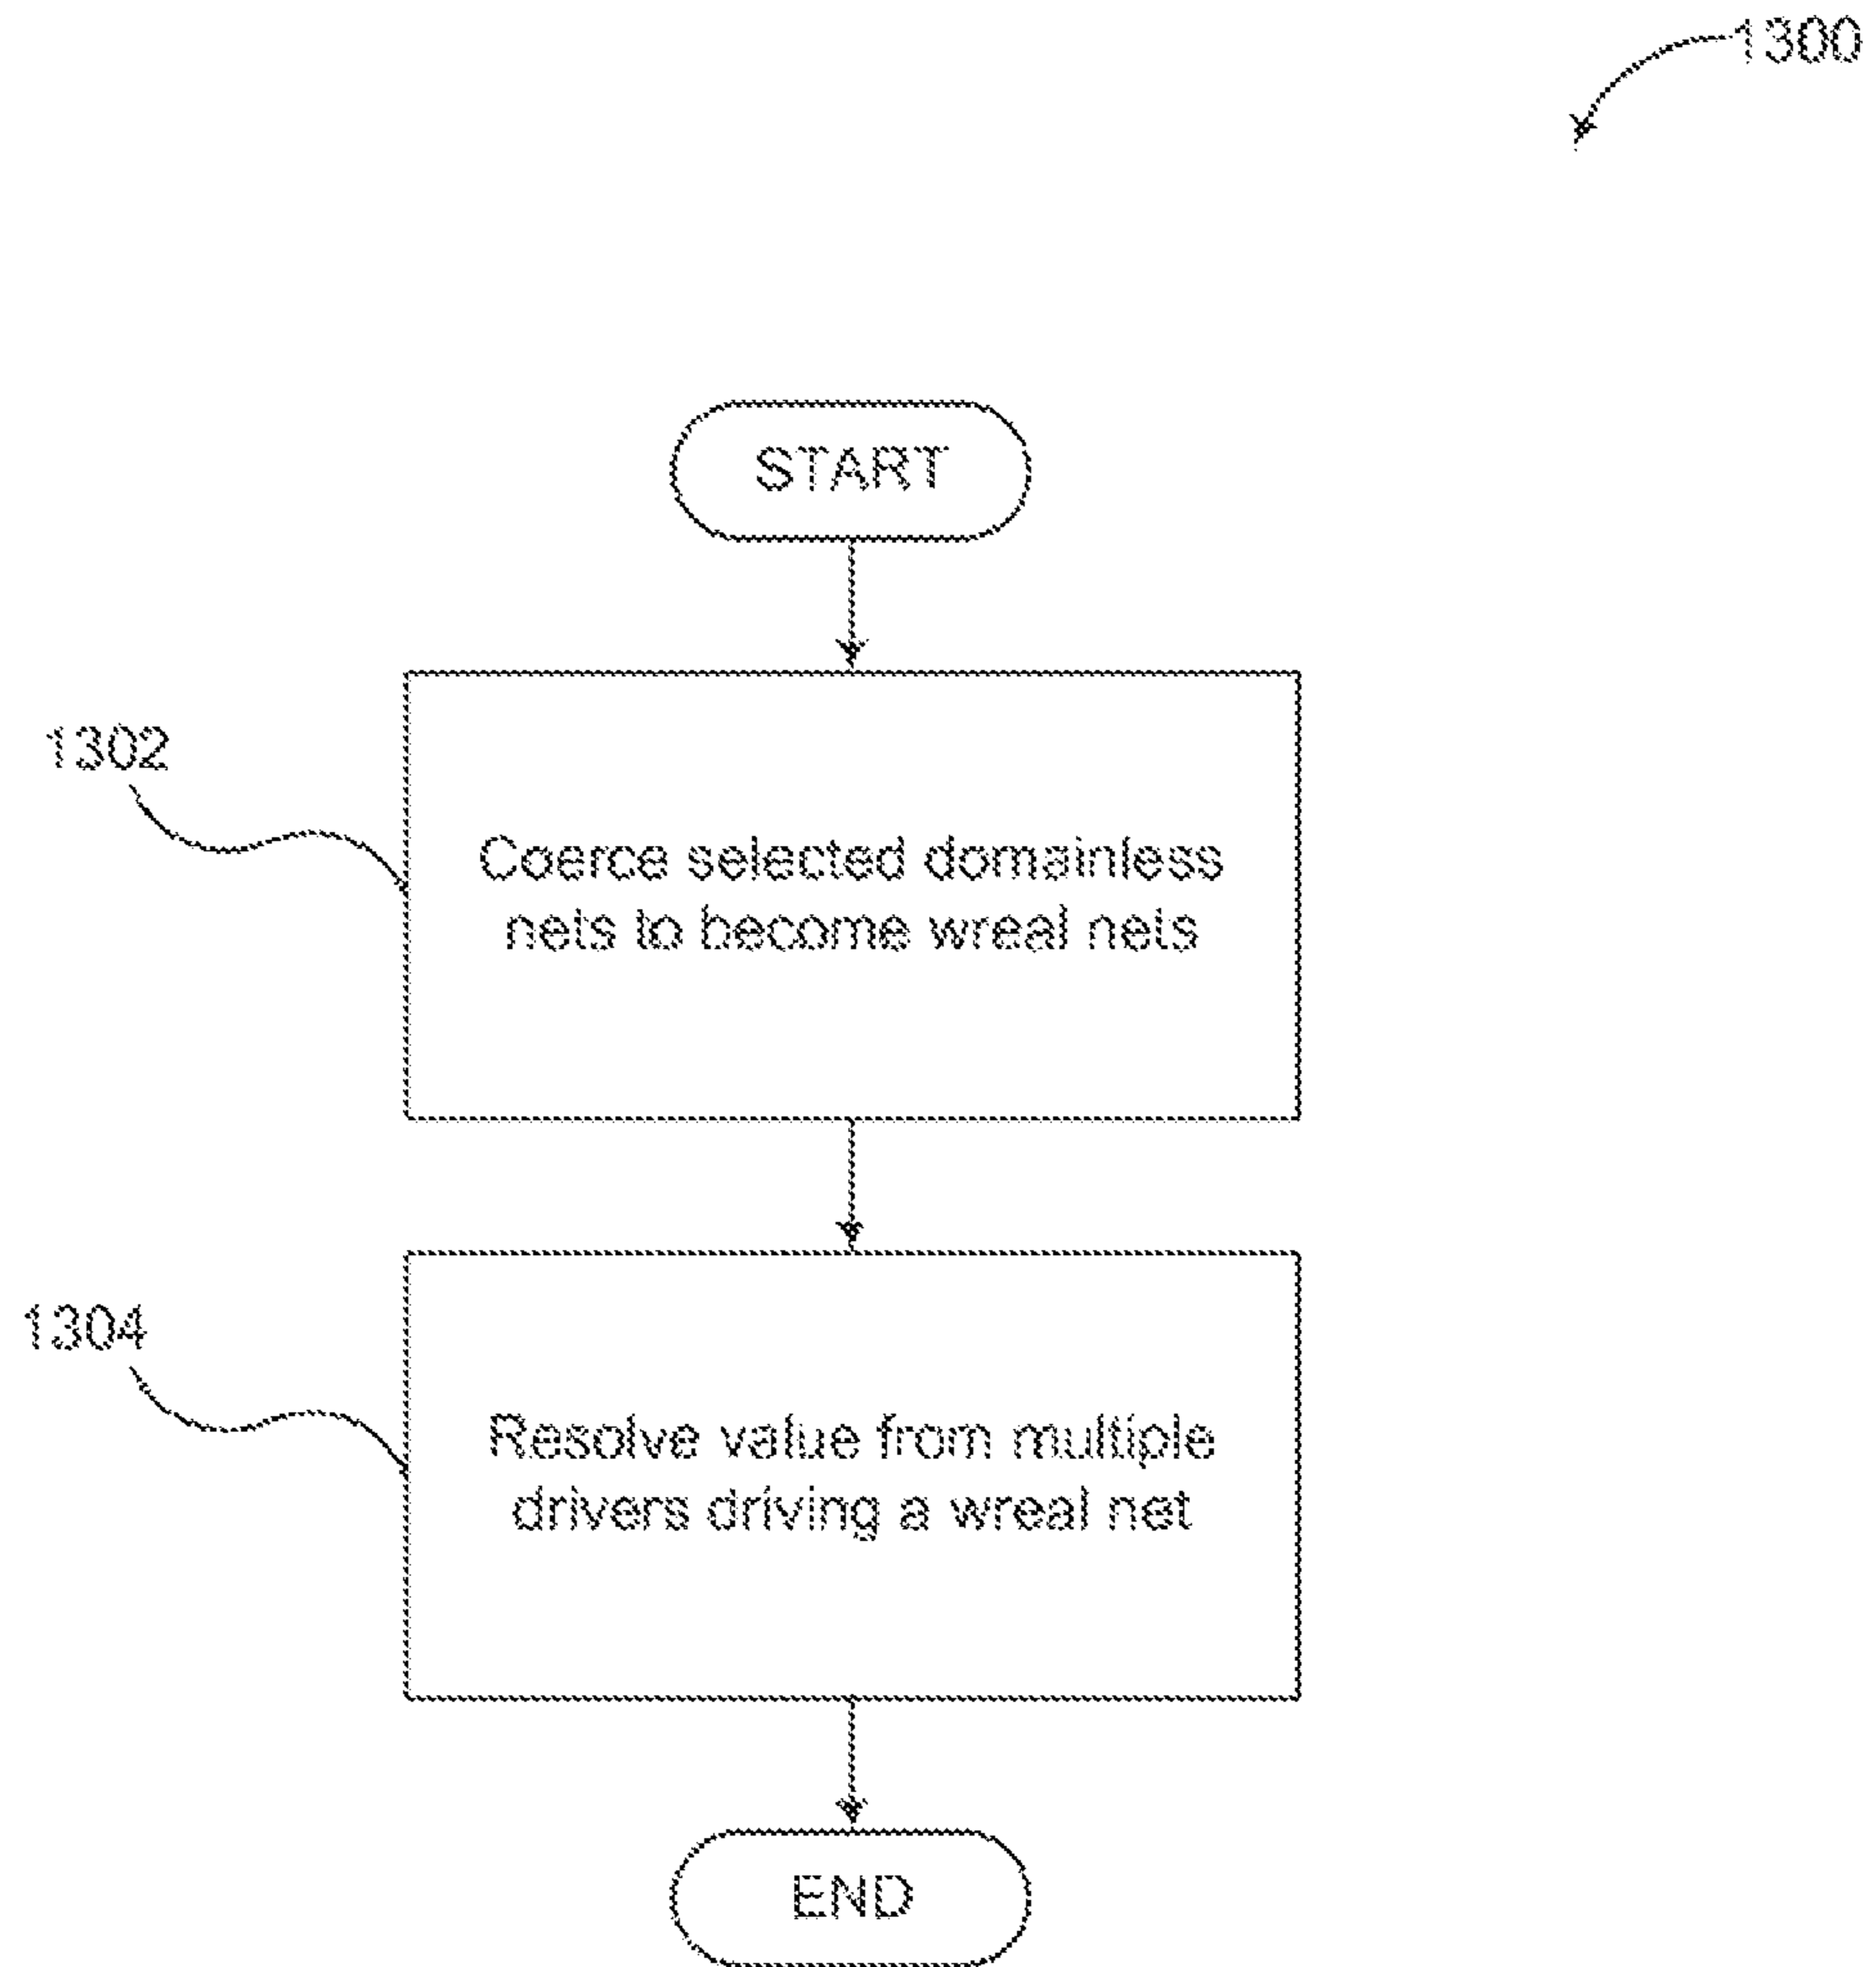 1300
START
1302
Coerce selected domainless
nets to become wreal nets
1304
Resolve value from multiple
drivers driving a wreal net
END